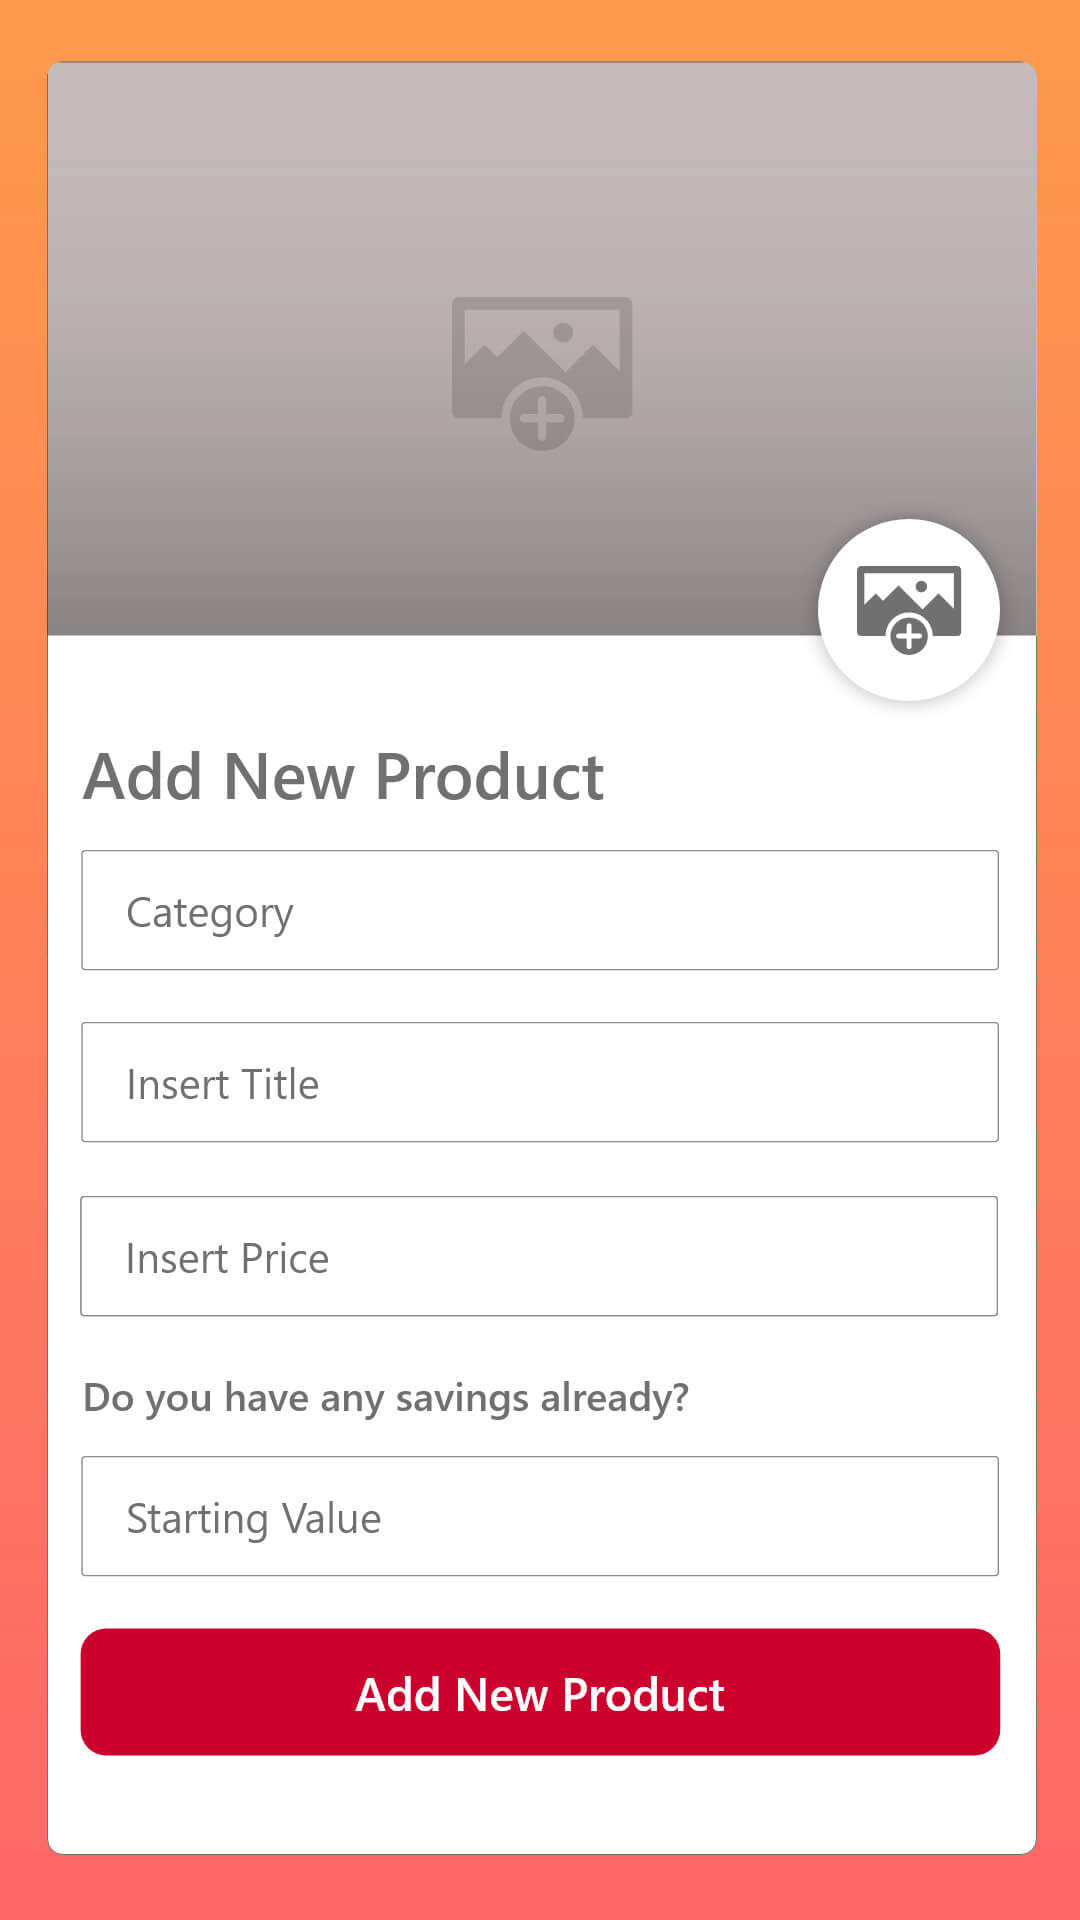 Add New Product
Category
Insert Title
Insert Price
Do you have any savings already?
Starting Value
Add New Product